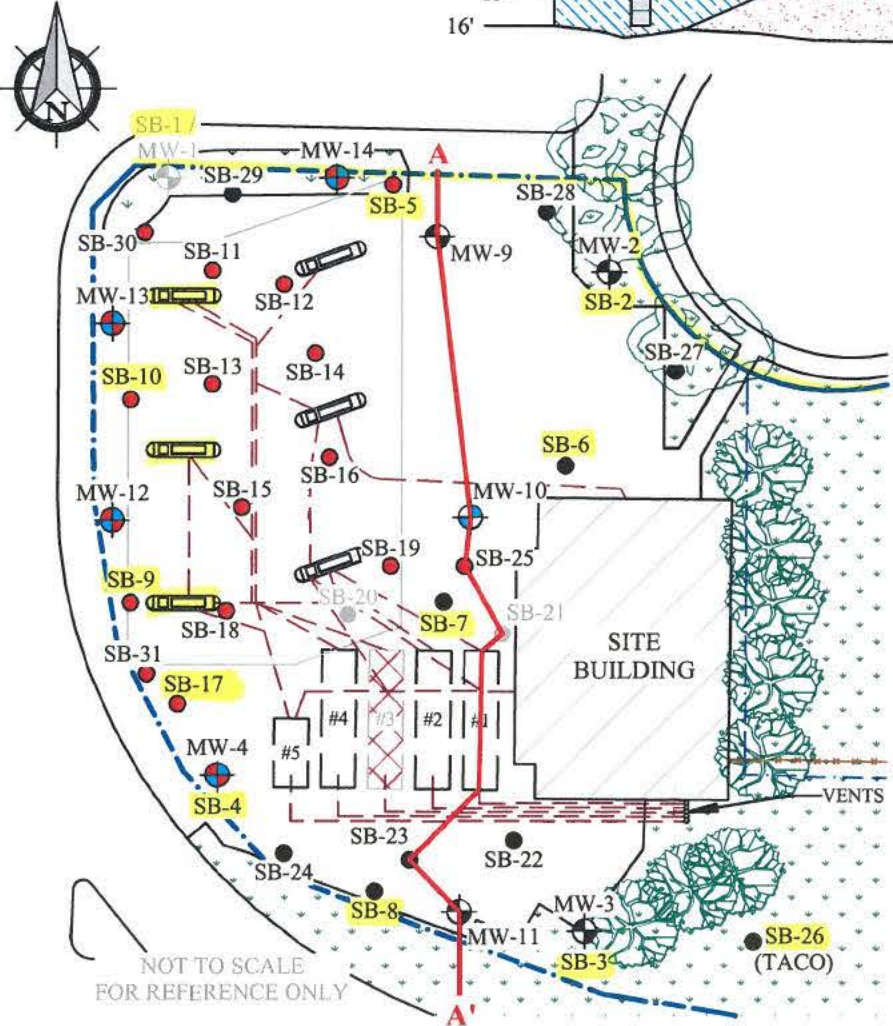 16'
N
SB-1/
MW-1
MW-14
A
SB-29
SB-5
SB-28
SB-30
MW-9
MW-2
SB-11
SB-12
SB-2
MW-13
SB-27
SB-14
SB-13
SB-10
SB-6
SB-16
MW-12
SB-15
MW-10
SB-19
SB-25
SB-9
SB-20
SB-7
SB-21
SB-18
SITE
BUILDING
SB-31
SB-17
#5
#4
#3
#2
#1
MW-4
SB-4
VENTS
SB-23
SB-22
SB-24
SB-8
MW-3
MW-11
SB-3
SB-26
(TACO)
NOT TO SCALE
FOR REFERENCE ONLY
A'